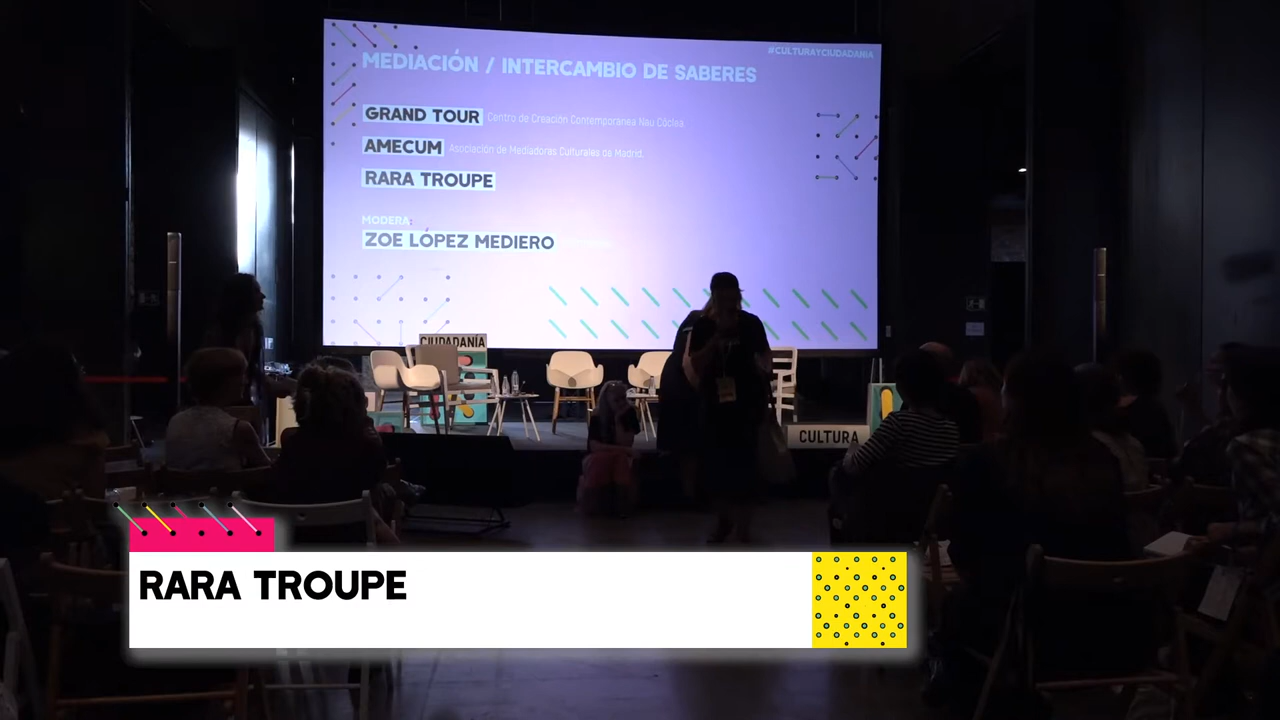 #CULTURAYCIUDADANIA
MEDIACIÓN / INTERCAMBIO DE SABERES
GRAND TOUR Centro de Creación Contemporánea Nau Côclea.
AMECUM Asociación de Mediadoras Culturales de Madrid.
RARA TROUPE
MODERA:
ZOE LÓPEZ MEDIERO
CIUDADANÍA
CULTURA
RARA TROUPE